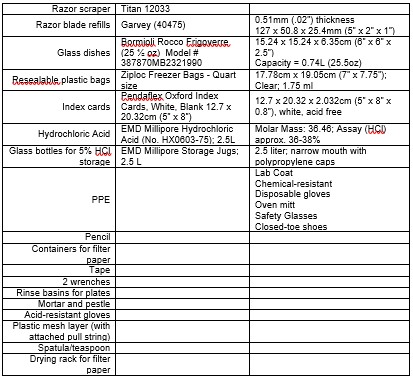 Razor scraper Titan 12033
Razor blade refills Garvey (40475) 0.51mm (.02") thickness
127 x 50.8 x 25.4mm (5" x 2" x 1")
Glass dishes Bormioli Rocco Frigoverre
(25 ½ oz) Model #
387870MB2321990
15.24 x 15.24 x 6.35cm (6" x 6" x
2.5")
Capacity = 0.74L (25.5oz)
Resealable plastic bags Ziploc Freezer Bags - Quart
size
17.78cm x 19.05cm (7" x 7.75");
Clear; 1.75 ml
Index cards Pendaflex Oxford Index
Cards, White, Blank 12.7 x
20.32cm (5" x 8")
12.7 x 20.32 x 2.032cm (5" x 8" x
0.8"), white, acid free
Hydrochloric Acid EMD Millipore Hydrochloric
Acid (No. HX0603-75); 2.5L
Molar Mass: 36.46; Assay (HCl)
approx. 36-38%
Glass bottles for 5% HCl
storage
EMD Millipore Storage Jugs;
2.5 L
2.5 liter; narrow mouth with
polypropylene caps
PPE
Lab Coat
Chemical-resistant
Disposable gloves
Oven mitt
Safety Glasses
Closed-toe shoes
Pencil
Containers for filter
paper
Tape
2 wrenches
Rinse basins for plates
Mortar and pestle
Acid-resistant gloves
Plastic mesh layer (with
attached pull string)
Spatula/teaspoon
Drying rack for filter
paper